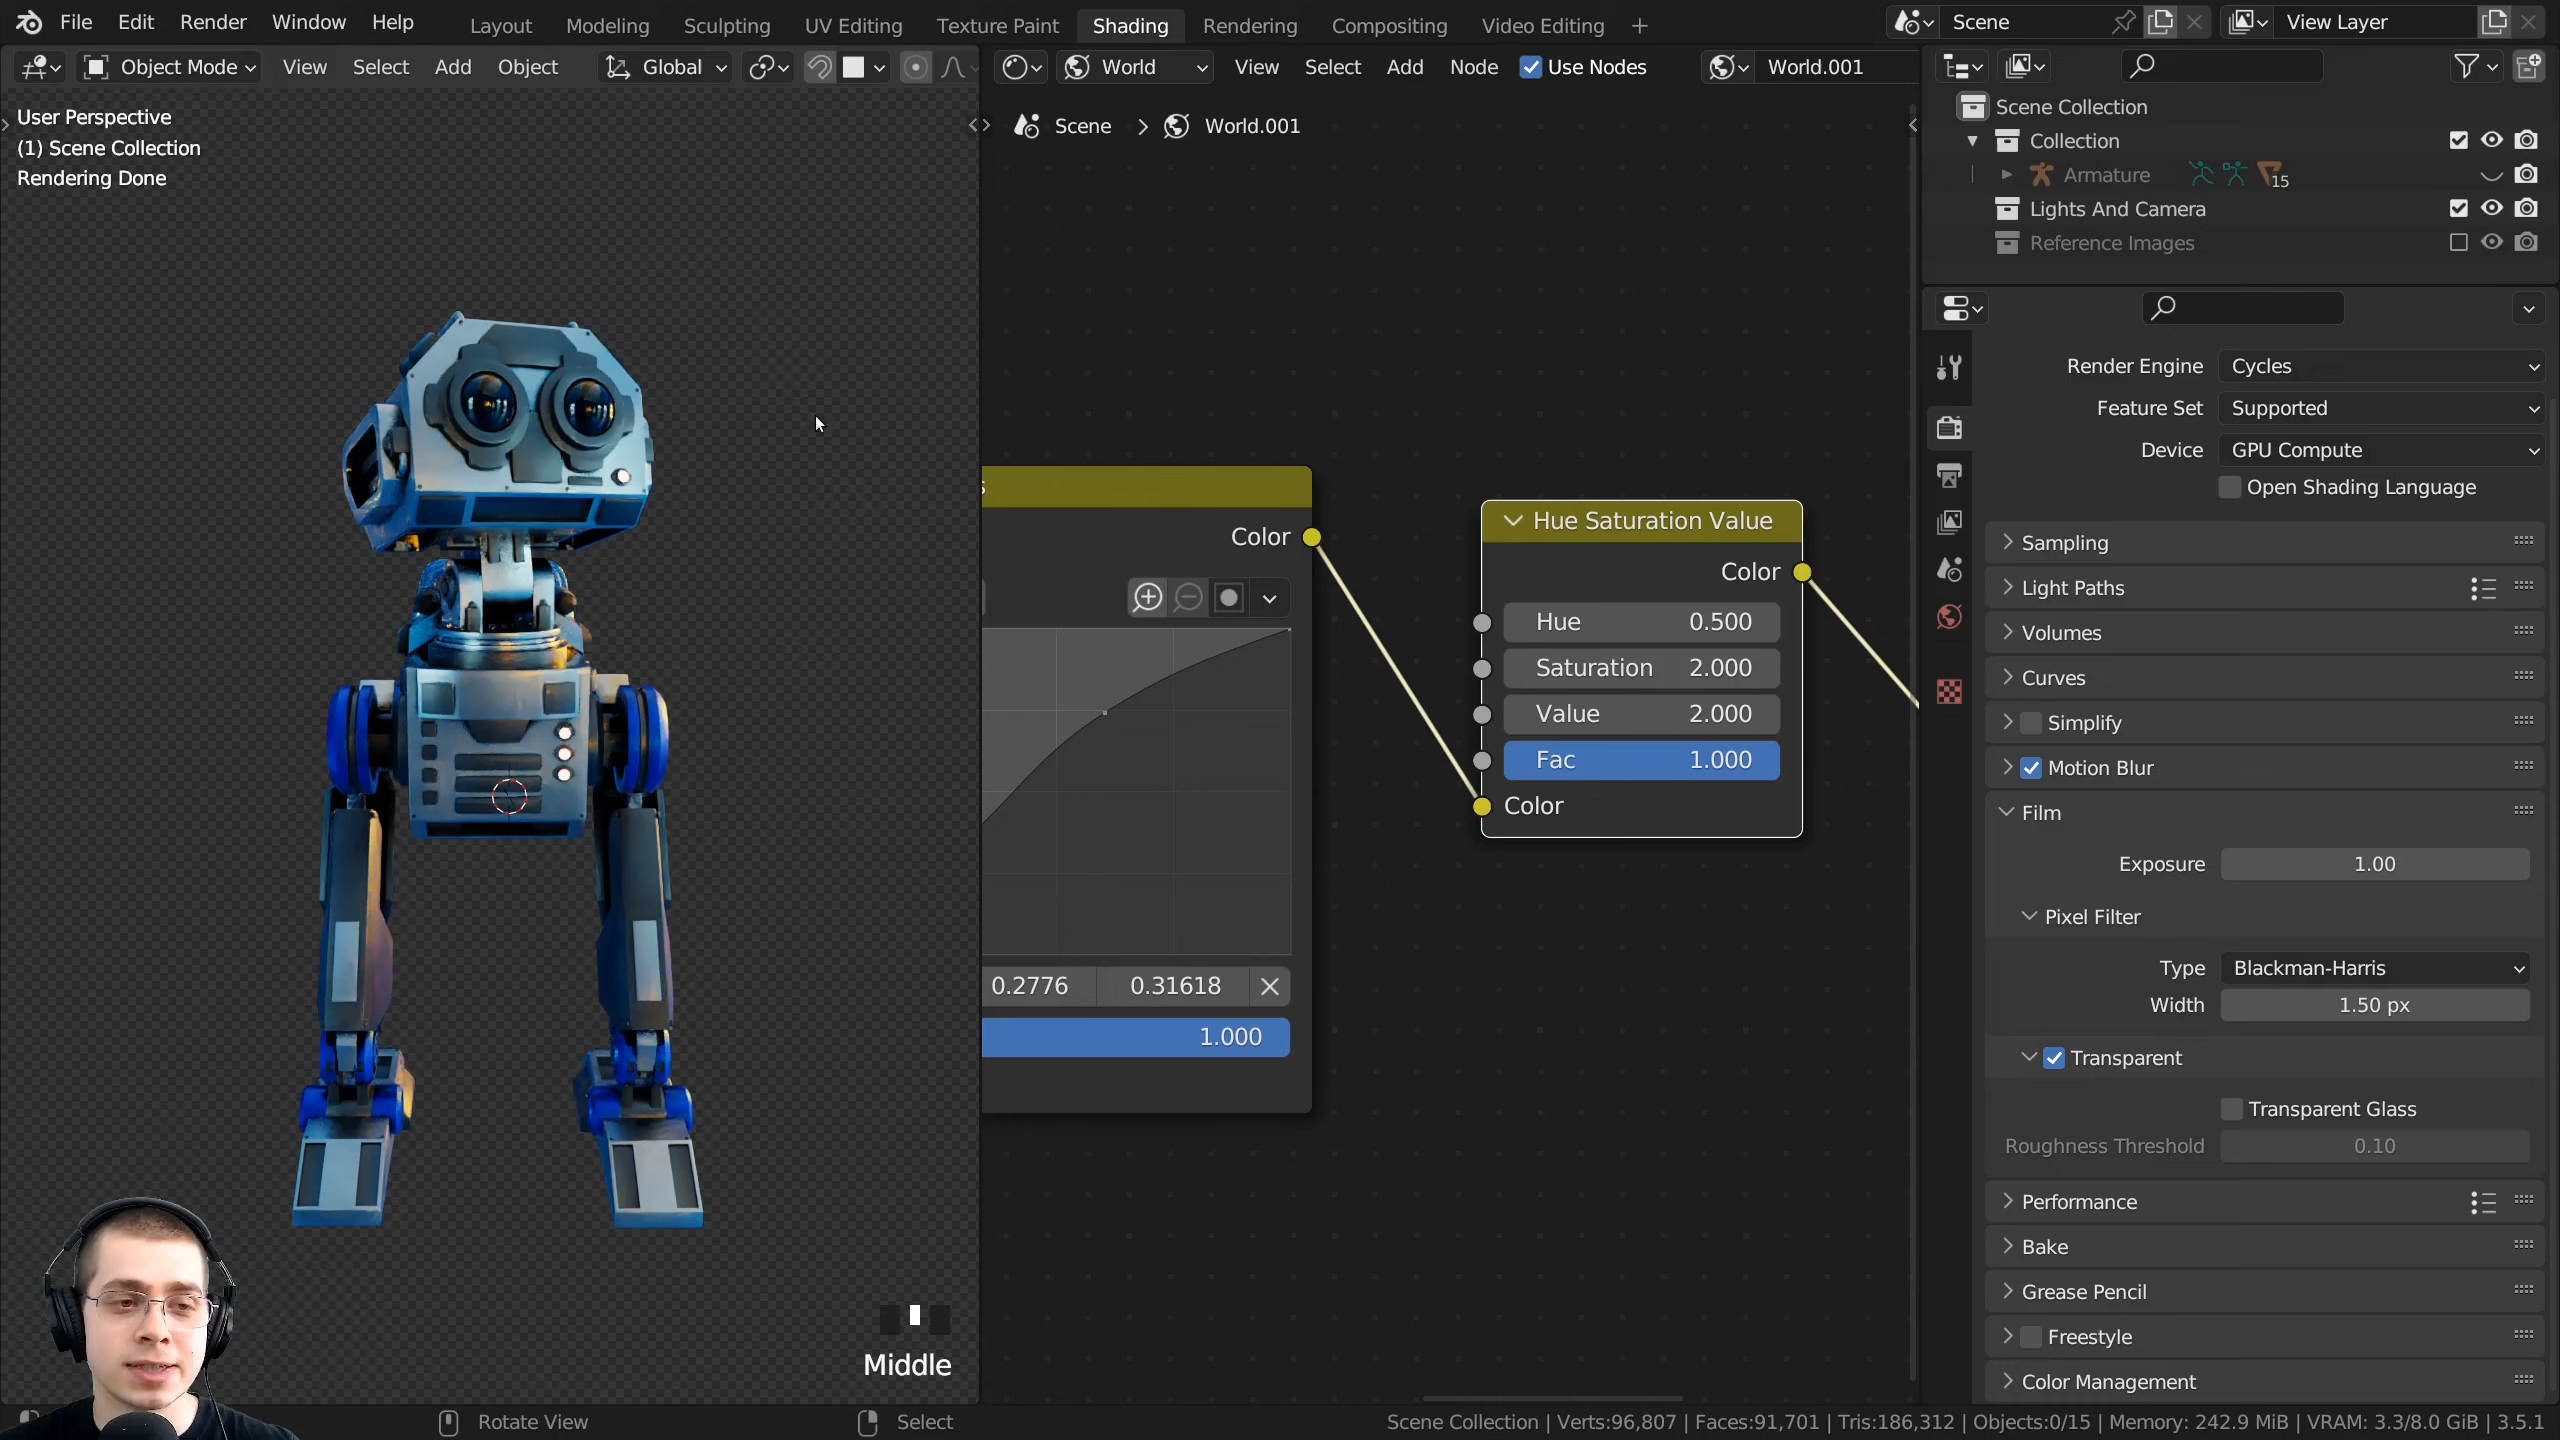 File Edit Render Window Help Layout Modeling Sculpting UV Editing Texture Paint Shading Rendering Compositing Video Editing + Scene View Layer
Object Mode View Select Add Object Global World View Select Add Node Use Nodes World.001
User Perspective
(1) Scene Collection
Rendering Done
Scene World.001
s
Color
0.2776 0.31618
1.000
Hue Saturation Value
Color
Hue 0.500
Saturation 2.000
Value 2.000
Fac 1.000
Color
Scene Collection
Collection
Armature 15
Lights And Camera
Reference Images
Render Engine Cycles
Feature Set Supported
Device GPU Compute
Open Shading Language
Sampling
Light Paths
Volumes
Curves
Simplify
Motion Blur
Film
Exposure 1.00
Pixel Filter
Type Blackman-Harris
Width 1.50 px
Transparent
Transparent Glass
Roughness Threshold 0.10
Performance
Bake
Grease Pencil
Freestyle
Color Management
Middle
Rotate View Select Scene Collection | Verts:96,807 | Faces:91,701 | Tris:186,312 | Objects:0/15 | Memory: 242.9 MiB | VRAM: 3.3/8.0 GiB | 3.5.1